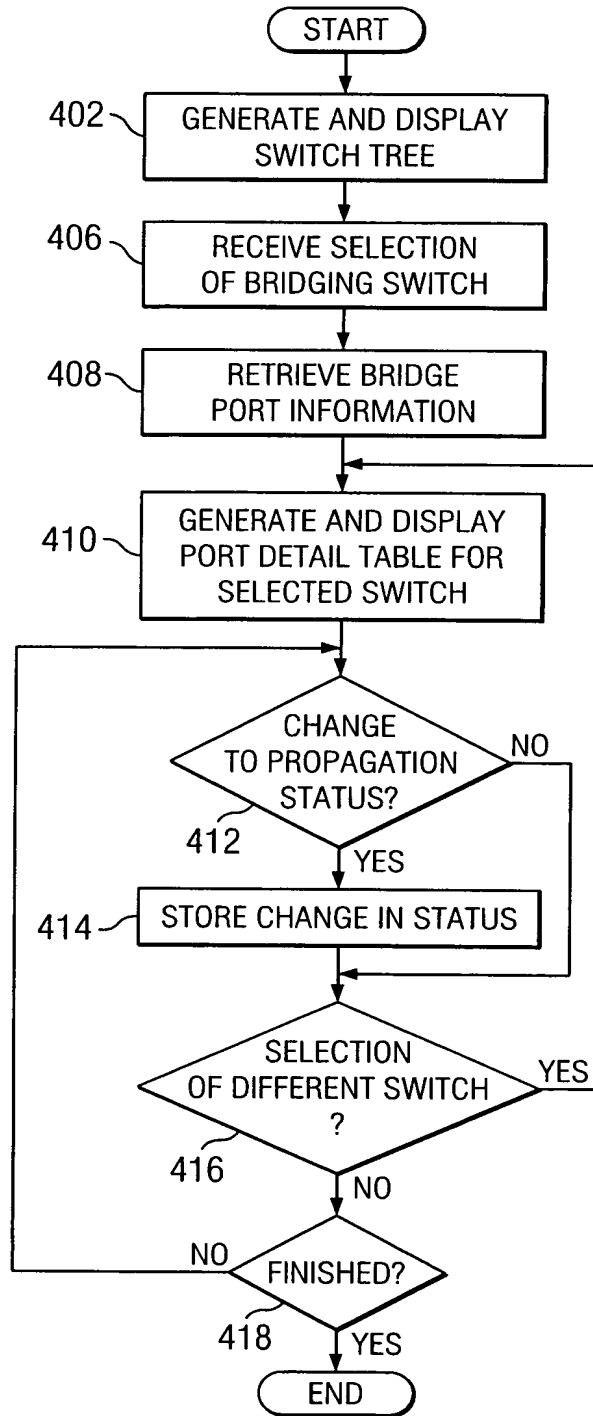 START
402
GENERATE AND DISPLAY
SWITCH TREE
406
RECEIVE SELECTION
OF BRIDGING SWITCH
408
RETRIEVE BRIDGE
PORT INFORMATION
410
GENERATE AND DISPLAY
PORT DETAIL TABLE FOR
SELECTED SWITCH
CHANGE
TO PROPAGATION
STATUS?
NO
412
YES
414
STORE CHANGE IN STATUS
SELECTION
OF DIFFERENT SWITCH
?
YES
416
NO
NO
FINISHED?
418
YES
END